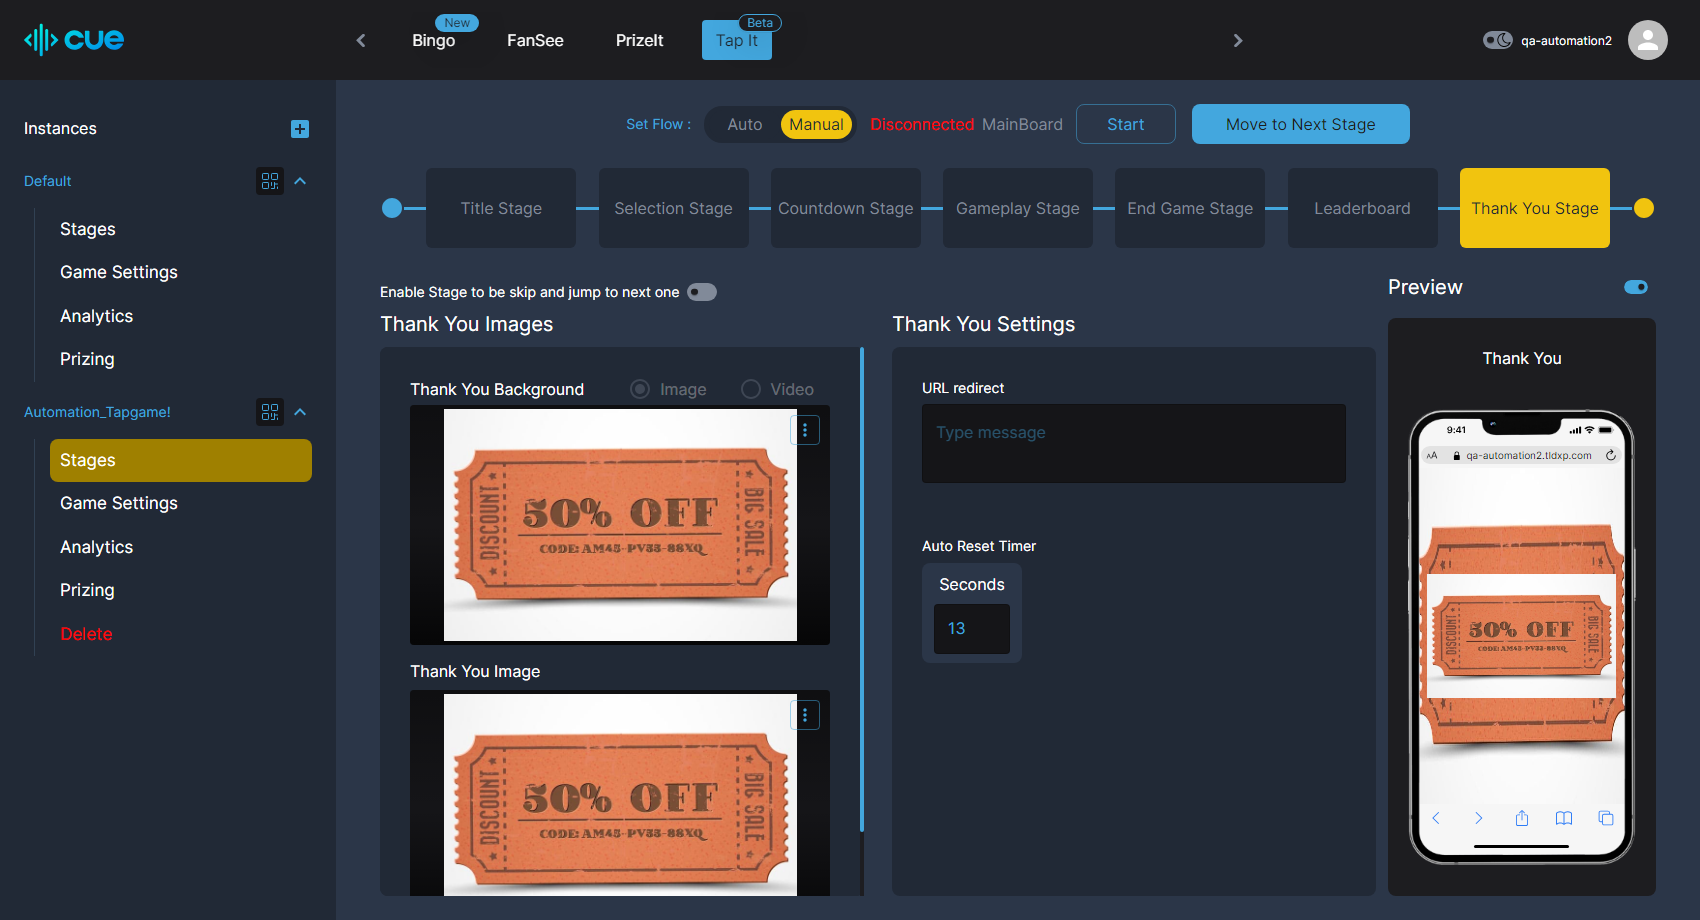 cue
New
Bingo
FanSee
PrizeIt
Beta
Tap It
qa-automation2
Instances
Default
Stages
Game Settings
Analytics
Prizing
Automation_Tapgame!
Stages
Game Settings
Analytics
Prizing
Delete
Set Flow :
Auto
Manual
Disconnected MainBoard
Start
Move to Next Stage
Title Stage
Selection Stage
Countdown Stage
Gameplay Stage
End Game Stage
Leaderboard
Thank You Stage
Enable Stage to be skip and jump to next one
Thank You Images
Thank You Background
Image
Video
DISCOUNT
50% OFF
CODE: AM45-PV33-88XQ
BIG SALE
Thank You Image
DISCOUNT
50% OFF
CODE: AM45-PV33-88XQ
BIG SALE
Thank You Settings
URL redirect
Type message
Auto Reset Timer
Seconds
13
Preview
Thank You
9:41
AA
qa-automation2.tldxp.com
DISCOUNT
50% OFF
CODE: AM45-PV33-88XQ
BIG SALE